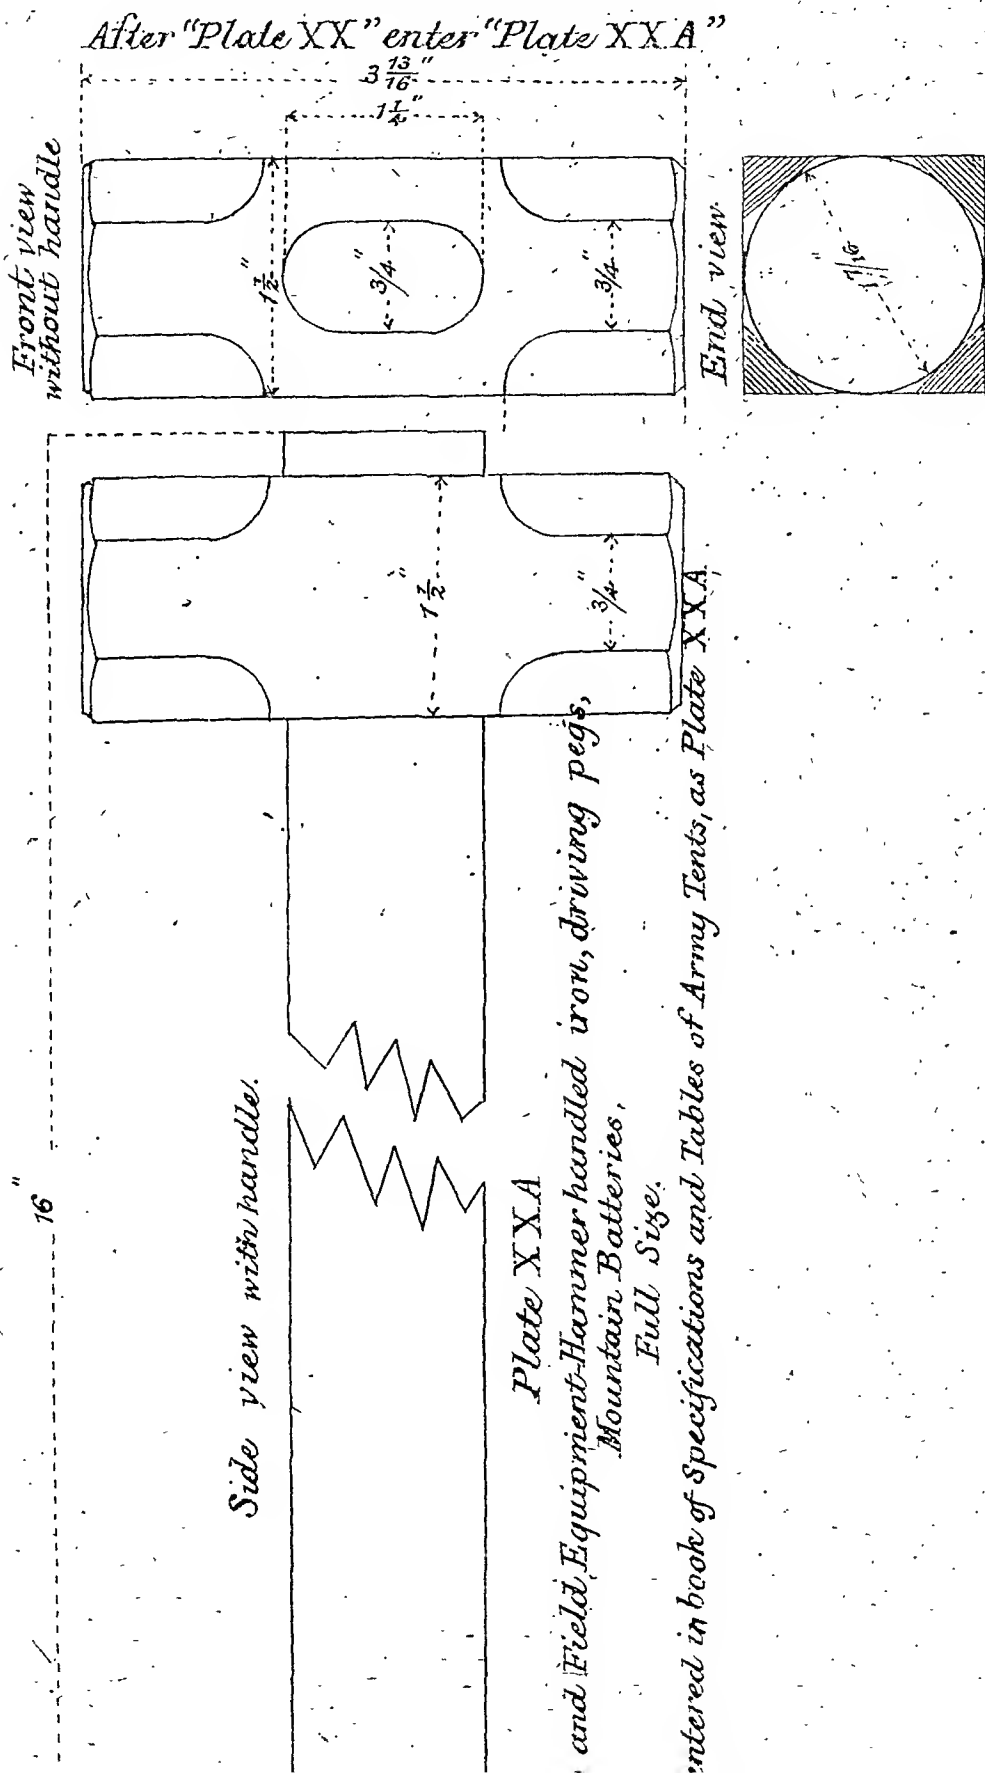 After "Plate XX" enter "Plate XXA"
3 13/16"
1 1/4"
Front view
without handle
1 1/2"
3/4"
3/4"
End view.
1 1/2"
3/4"
16"
Side view with handle.
Plate XXA
and Field Equipment-Hammer handled iron, driving pegs,
Mountain Batteries.
Full Size.
entered in book of Specifications and Tables of Army Tents, as Plate XXA.